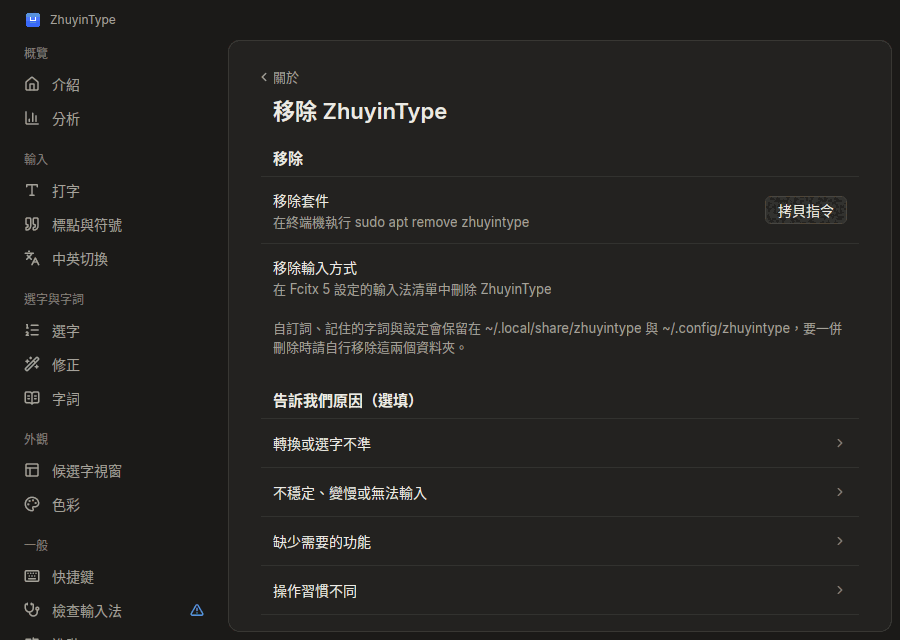 ZhuyinType
概覽
介紹
分析
輸入
打字
標點與符號
中英切換
選字與字詞
選字
修正
字詞
外觀
候選字視窗
色彩
一般
快捷鍵
檢查輸入法
關於
移除 ZhuyinType
移除
移除套件
在終端機執行 sudo apt remove zhuyintype
拷貝指令
移除輸入方式
在 Fcitx 5 設定的輸入法清單中刪除 ZhuyinType
自訂詞、記住的字詞與設定會保留在 ~/.local/share/zhuyintype 與 ~/.config/zhuyintype，要一併
刪除時請自行移除這兩個資料夾。
告訴我們原因（選填）
轉換或選字不準
不穩定、變慢或無法輸入
缺少需要的功能
操作習慣不同